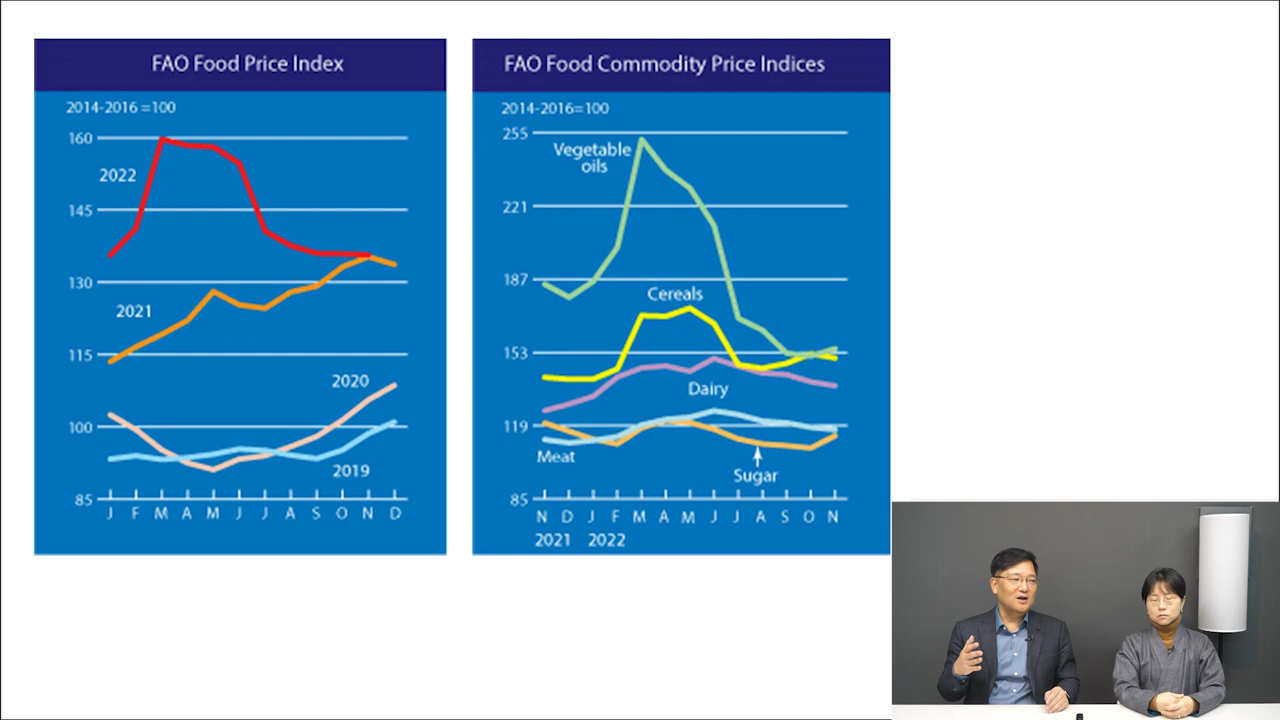 FAO Food Price Index
2014-2016 =100
160
2022
145
130
2021
115
2020
100
2019
85
J F M A M J J A S O N D
FAO Food Commodity Price Indices
2014-2016=100
255
Vegetable
oils
221
187
Cereals
153
Dairy
119
Meat
Sugar
85
N D J F M A M J J A S O N
2021 2022